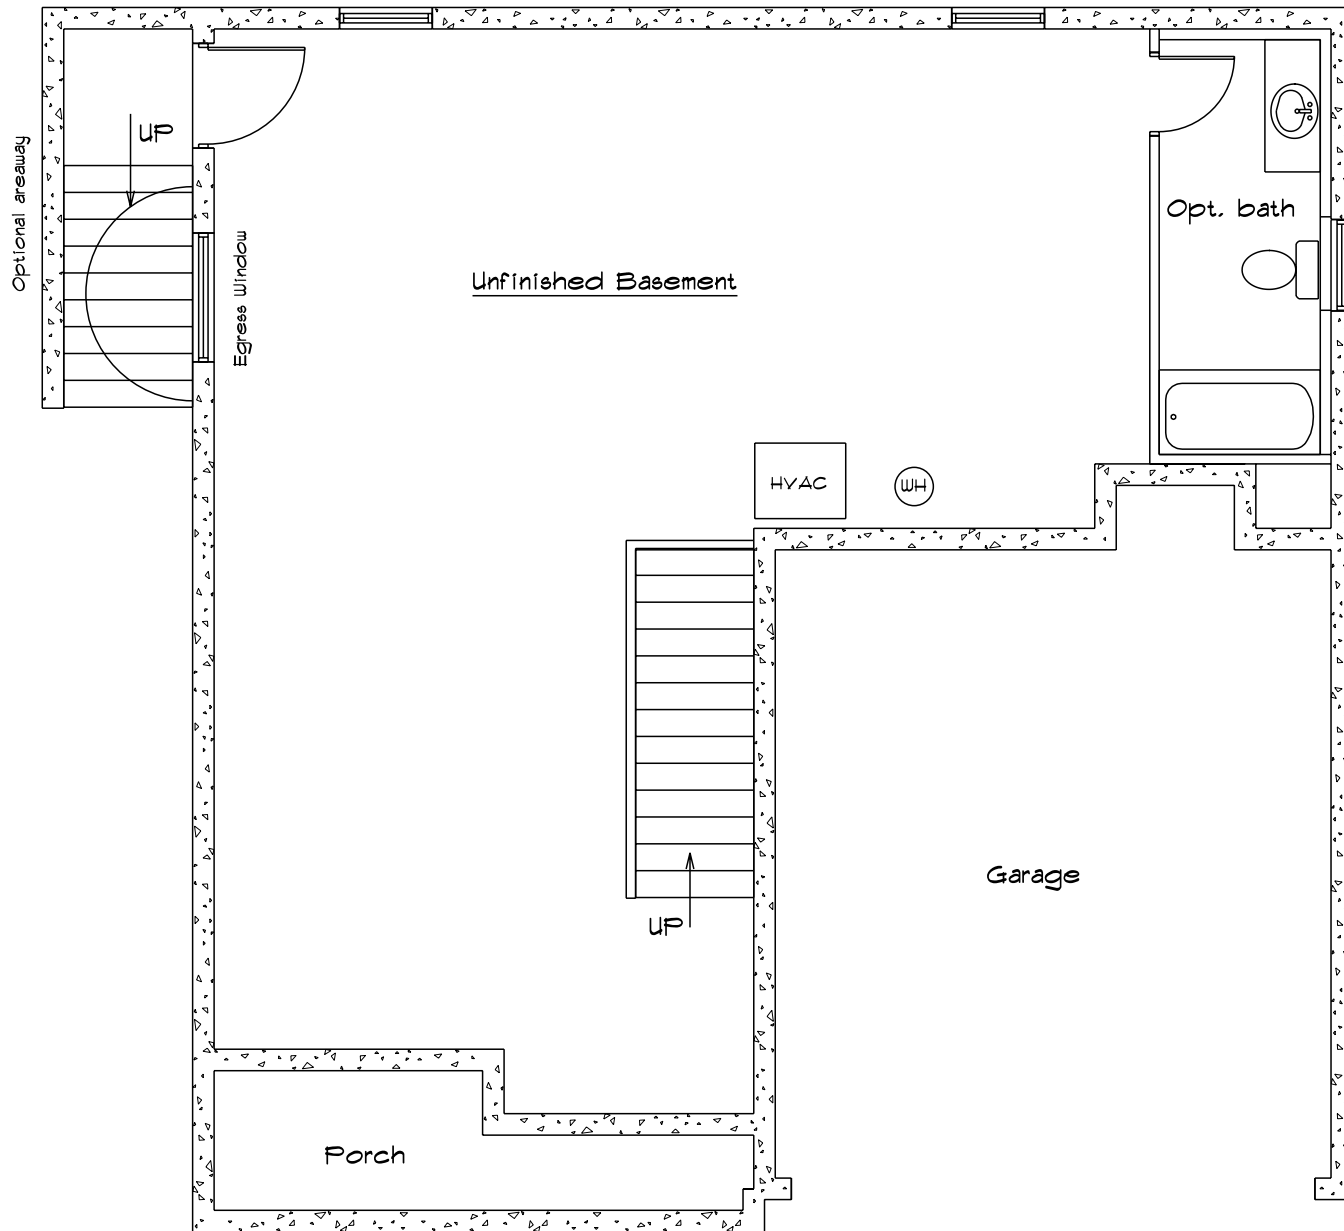 UP
Optional areaway
Opt. bath
Egress Window
Unfinished Basement
HVAC
WH
Garage
UP
Porch